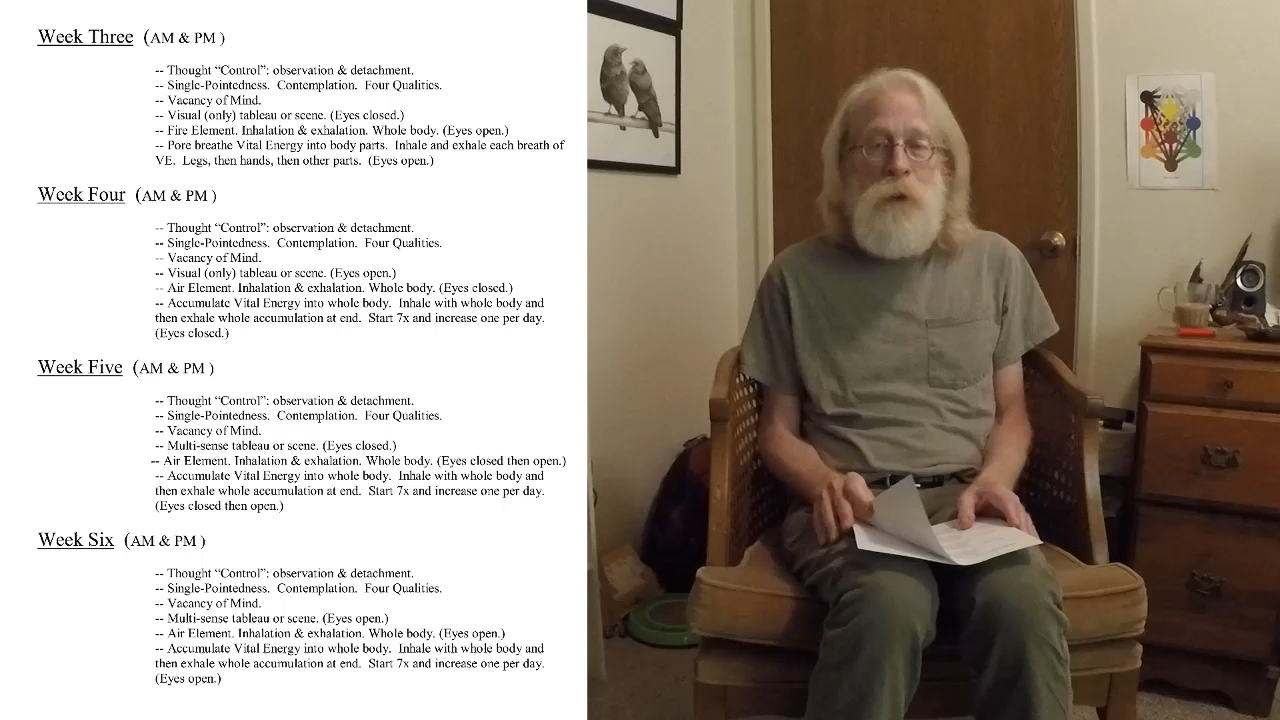 Week Three (AM & PM )
-- Thought “Control”: observation & detachment.
-- Single-Pointedness. Contemplation. Four Qualities.
-- Vacancy of Mind.
-- Visual (only) tableau or scene. (Eyes closed.)
-- Fire Element. Inhalation & exhalation. Whole body. (Eyes open.)
-- Pore breathe Vital Energy into body parts. Inhale and exhale each breath of
VE. Legs, then hands, then other parts. (Eyes open.)
Week Four (AM & PM )
-- Thought “Control”: observation & detachment.
-- Single-Pointedness. Contemplation. Four Qualities.
-- Vacancy of Mind.
-- Visual (only) tableau or scene. (Eyes open.)
-- Air Element. Inhalation & exhalation. Whole body. (Eyes closed.)
-- Accumulate Vital Energy into whole body. Inhale with whole body and
then exhale whole accumulation at end. Start 7x and increase one per day.
(Eyes closed.)
Week Five (AM & PM )
-- Thought “Control”: observation & detachment.
-- Single-Pointedness. Contemplation. Four Qualities.
-- Vacancy of Mind.
-- Multi-sense tableau or scene. (Eyes closed.)
-- Air Element. Inhalation & exhalation. Whole body. (Eyes closed then open.)
-- Accumulate Vital Energy into whole body. Inhale with whole body and
then exhale whole accumulation at end. Start 7x and increase one per day.
(Eyes closed then open.)
Week Six (AM & PM )
-- Thought “Control”: observation & detachment.
-- Single-Pointedness. Contemplation. Four Qualities.
-- Vacancy of Mind.
-- Multi-sense tableau or scene. (Eyes open.)
-- Air Element. Inhalation & exhalation. Whole body. (Eyes open.)
-- Accumulate Vital Energy into whole body. Inhale with whole body and
then exhale whole accumulation at end. Start 7x and increase one per day.
(Eyes open.)